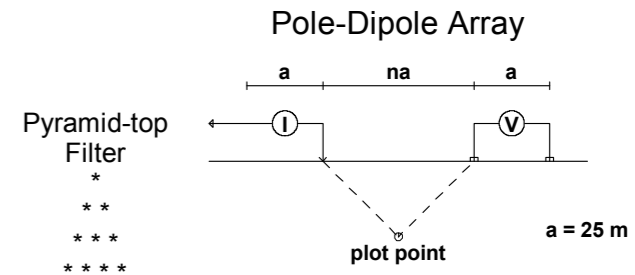 Pole-Dipole Array
a na a
Pyramid-top
Filter
*
* *
* * *
* * * *
I V
plot point
a = 25 m